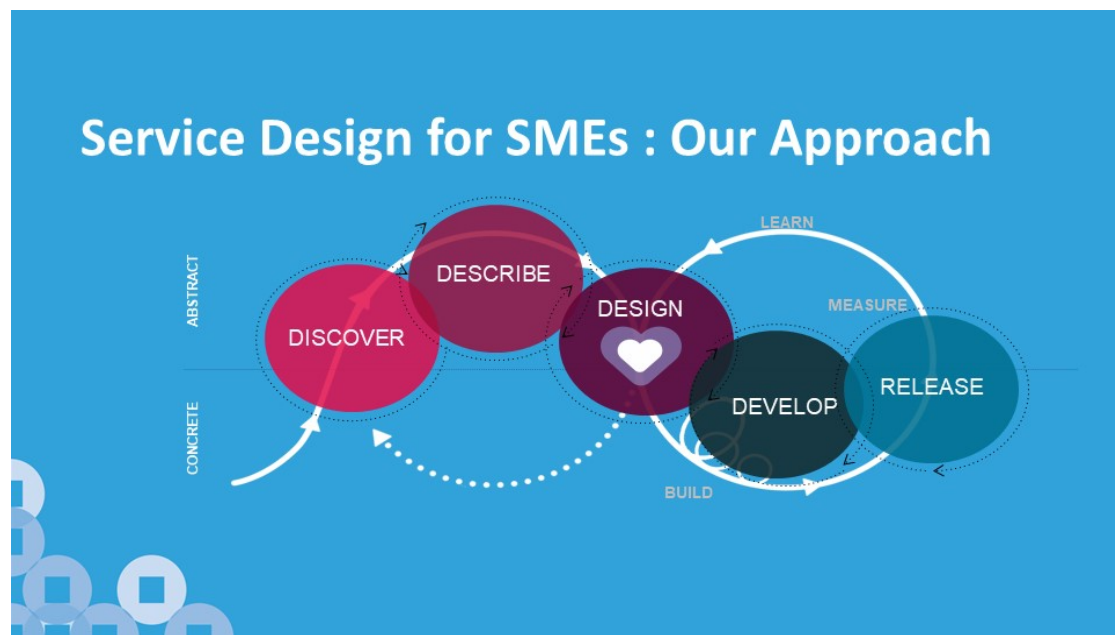 Service Design for SMEs : Our Approach
LEARN
ABSTRACT
DESCRIBE
MEASURE
DESIGN
DISCOVER
RELEASE
DEVELOP
CONCRETE
BUILD